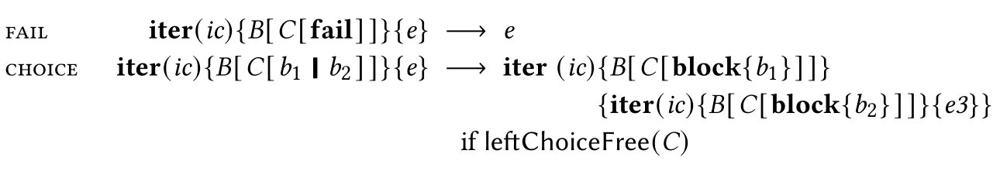 FAIL iter(ic){B[C[fail]]}{e} ⟶ e
CHOICE iter(ic){B[C[b₁ | b₂]]}{e} ⟶ iter (ic){B[C[block{b₁}]]}
{iter(ic){B[C[block{b₂}]]}{e3}}
if leftChoiceFree(C)